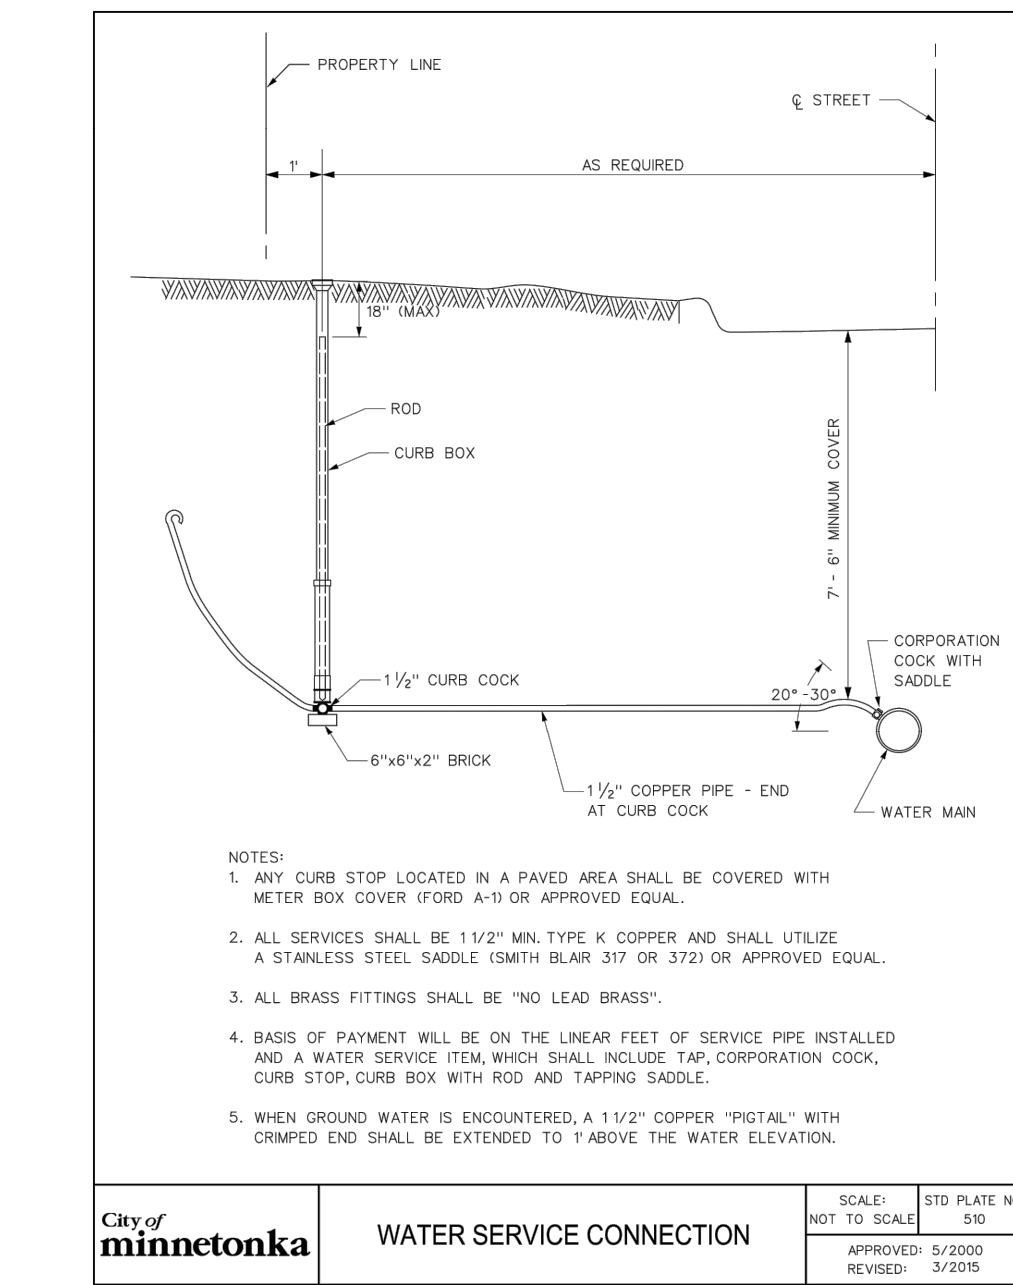 PROPERTY LINE
℄ STREET
1'
AS REQUIRED
18" (MAX)
ROD
CURB BOX
7' - 6" MINIMUM COVER
CORPORATION
COCK WITH
SADDLE
1 1/2" CURB COCK
20° -30°
6"x6"x2" BRICK
1 1/2" COPPER PIPE - END
AT CURB COCK
WATER MAIN
NOTES:
1. ANY CURB STOP LOCATED IN A PAVED AREA SHALL BE COVERED WITH
METER BOX COVER (FORD A-1) OR APPROVED EQUAL.
2. ALL SERVICES SHALL BE 1 1/2" MIN. TYPE K COPPER AND SHALL UTILIZE
A STAINLESS STEEL SADDLE (SMITH BLAIR 317 OR 372) OR APPROVED EQUAL.
3. ALL BRASS FITTINGS SHALL BE "NO LEAD BRASS".
4. BASIS OF PAYMENT WILL BE ON THE LINEAR FEET OF SERVICE PIPE INSTALLED
AND A WATER SERVICE ITEM, WHICH SHALL INCLUDE TAP, CORPORATION COCK,
CURB STOP, CURB BOX WITH ROD AND TAPPING SADDLE.
5. WHEN GROUND WATER IS ENCOUNTERED, A 1 1/2" COPPER "PIGTAIL" WITH
CRIMPED END SHALL BE EXTENDED TO 1' ABOVE THE WATER ELEVATION.
City of
minnetonka
WATER SERVICE CONNECTION
SCALE:
NOT TO SCALE
STD PLATE
510
APPROVED: 5/2000
REVISED: 3/2015